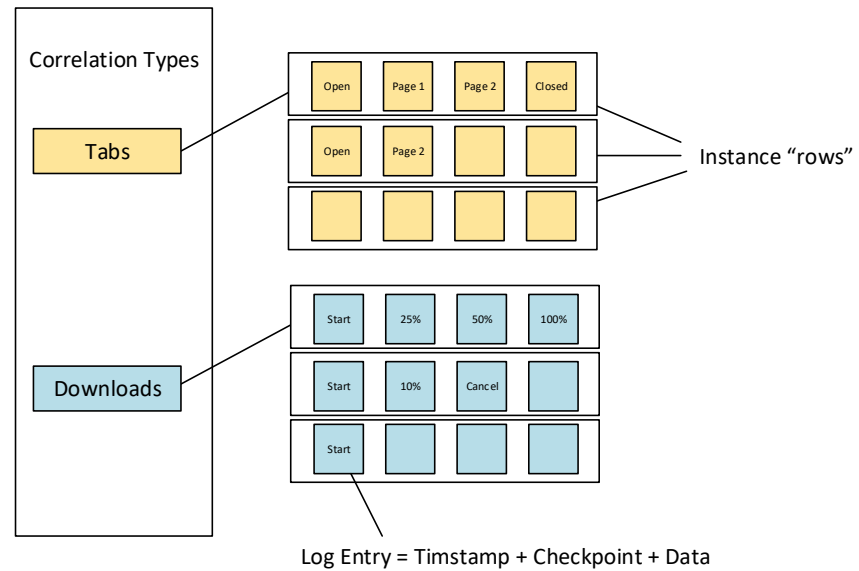 Correlation Types
Tabs
Open Page 1 Page 2 Closed
Open Page 2
Instance “rows”
Downloads
Start 25% 50% 100%
Start 10% Cancel
Start
Log Entry = Timstamp + Checkpoint + Data